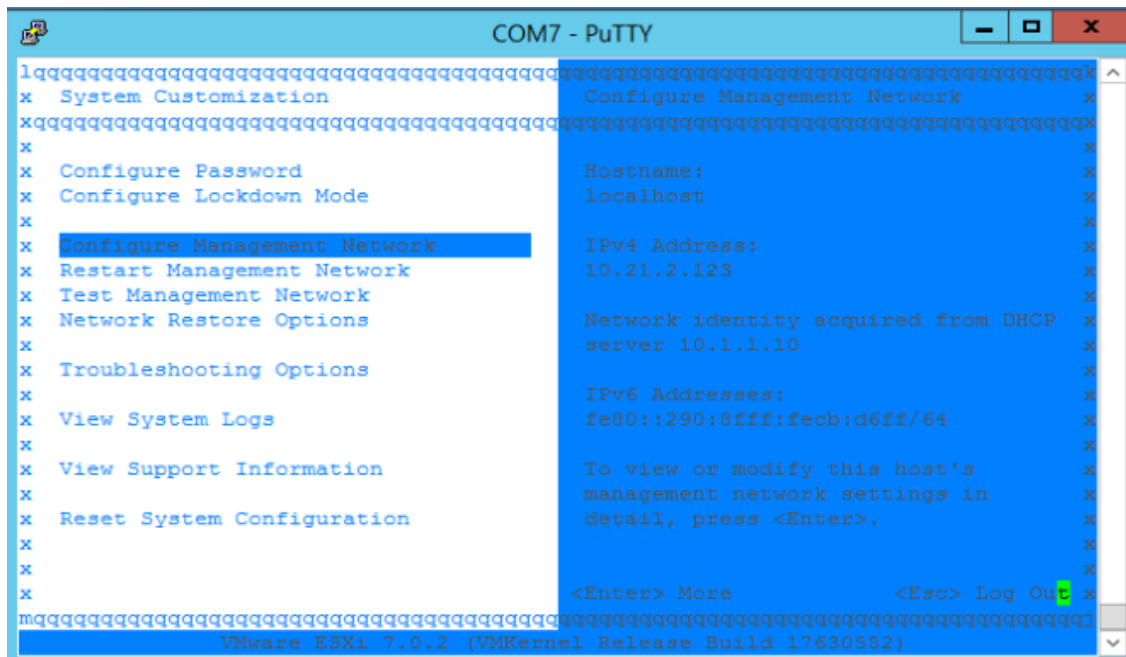 COM7 - PuTTY
lqqqqqqqqqqqqqqqqqqqqqqqqqqqqqqqqqqqqqqqqqqqqqqqqqqqqqqqqqqqqqqqqqqqqqqqqqqqqqqk
x  System Customization                    Configure Management Network         x
xqqqqqqqqqqqqqqqqqqqqqqqqqqqqqqqqqqqqqqqqqqqqqqqqqqqqqqqqqqqqqqqqqqqqqqqqqqqqqqx
x                                                                               x
x  Configure Password                      Hostname:                            x
x  Configure Lockdown Mode                 localhost                            x
x                                                                               x
x  Configure Management Network            IPv4 Address:                        x
x  Restart Management Network              10.21.2.123                          x
x  Test Management Network                                                      x
x  Network Restore Options                 Network identity acquired from DHCP  x
x                                          server 10.1.1.10                     x
x  Troubleshooting Options                                                      x
x                                          IPv6 Addresses:                      x
x  View System Logs                        fe80::290:8fff:fecb:d6ff/64          x
x                                                                               x
x  View Support Information                To view or modify this host's        x
x                                          management network settings in       x
x  Reset System Configuration              detail, press <Enter>.               x
x                                                                               x
x                                                                               x
x                                         <Enter> More             <Esc> Log Out x
mqqqqqqqqqqqqqqqqqqqqqqqqqqqqqqqqqqqqqqqqqqqqqqqqqqqqqqqqqqqqqqqqqqqqqqqqqqqqqqj
VMware ESXi 7.0.2 (VMKernel Release Build 17630552)